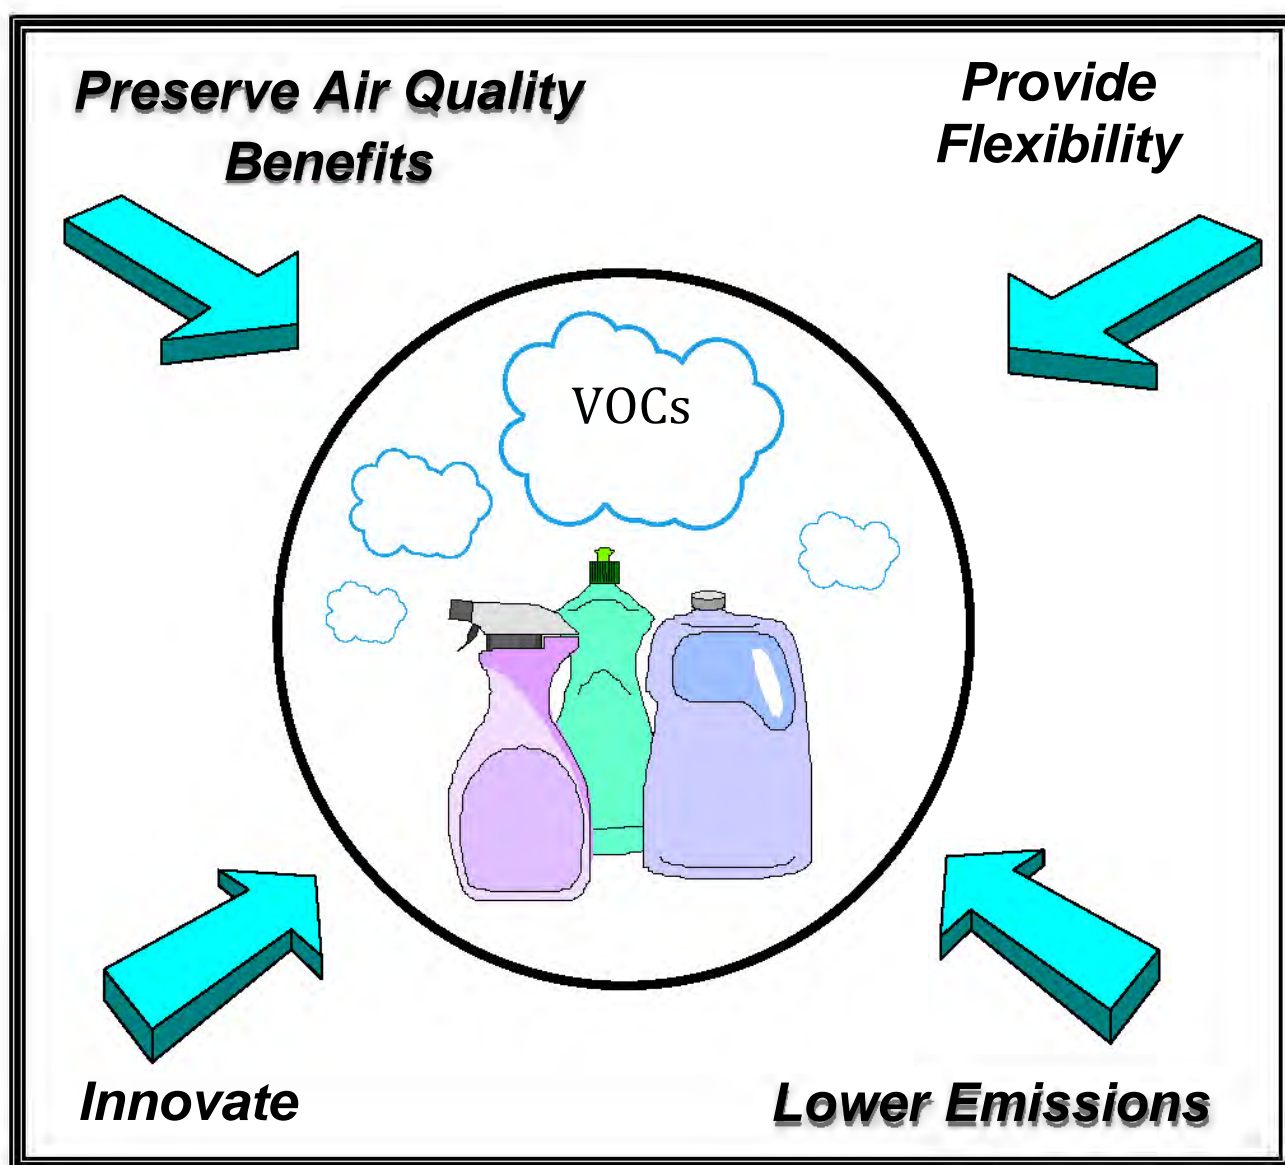 Preserve Air Quality
Benefits
Provide
Flexibility
VOCs
Innovate
Lower Emissions